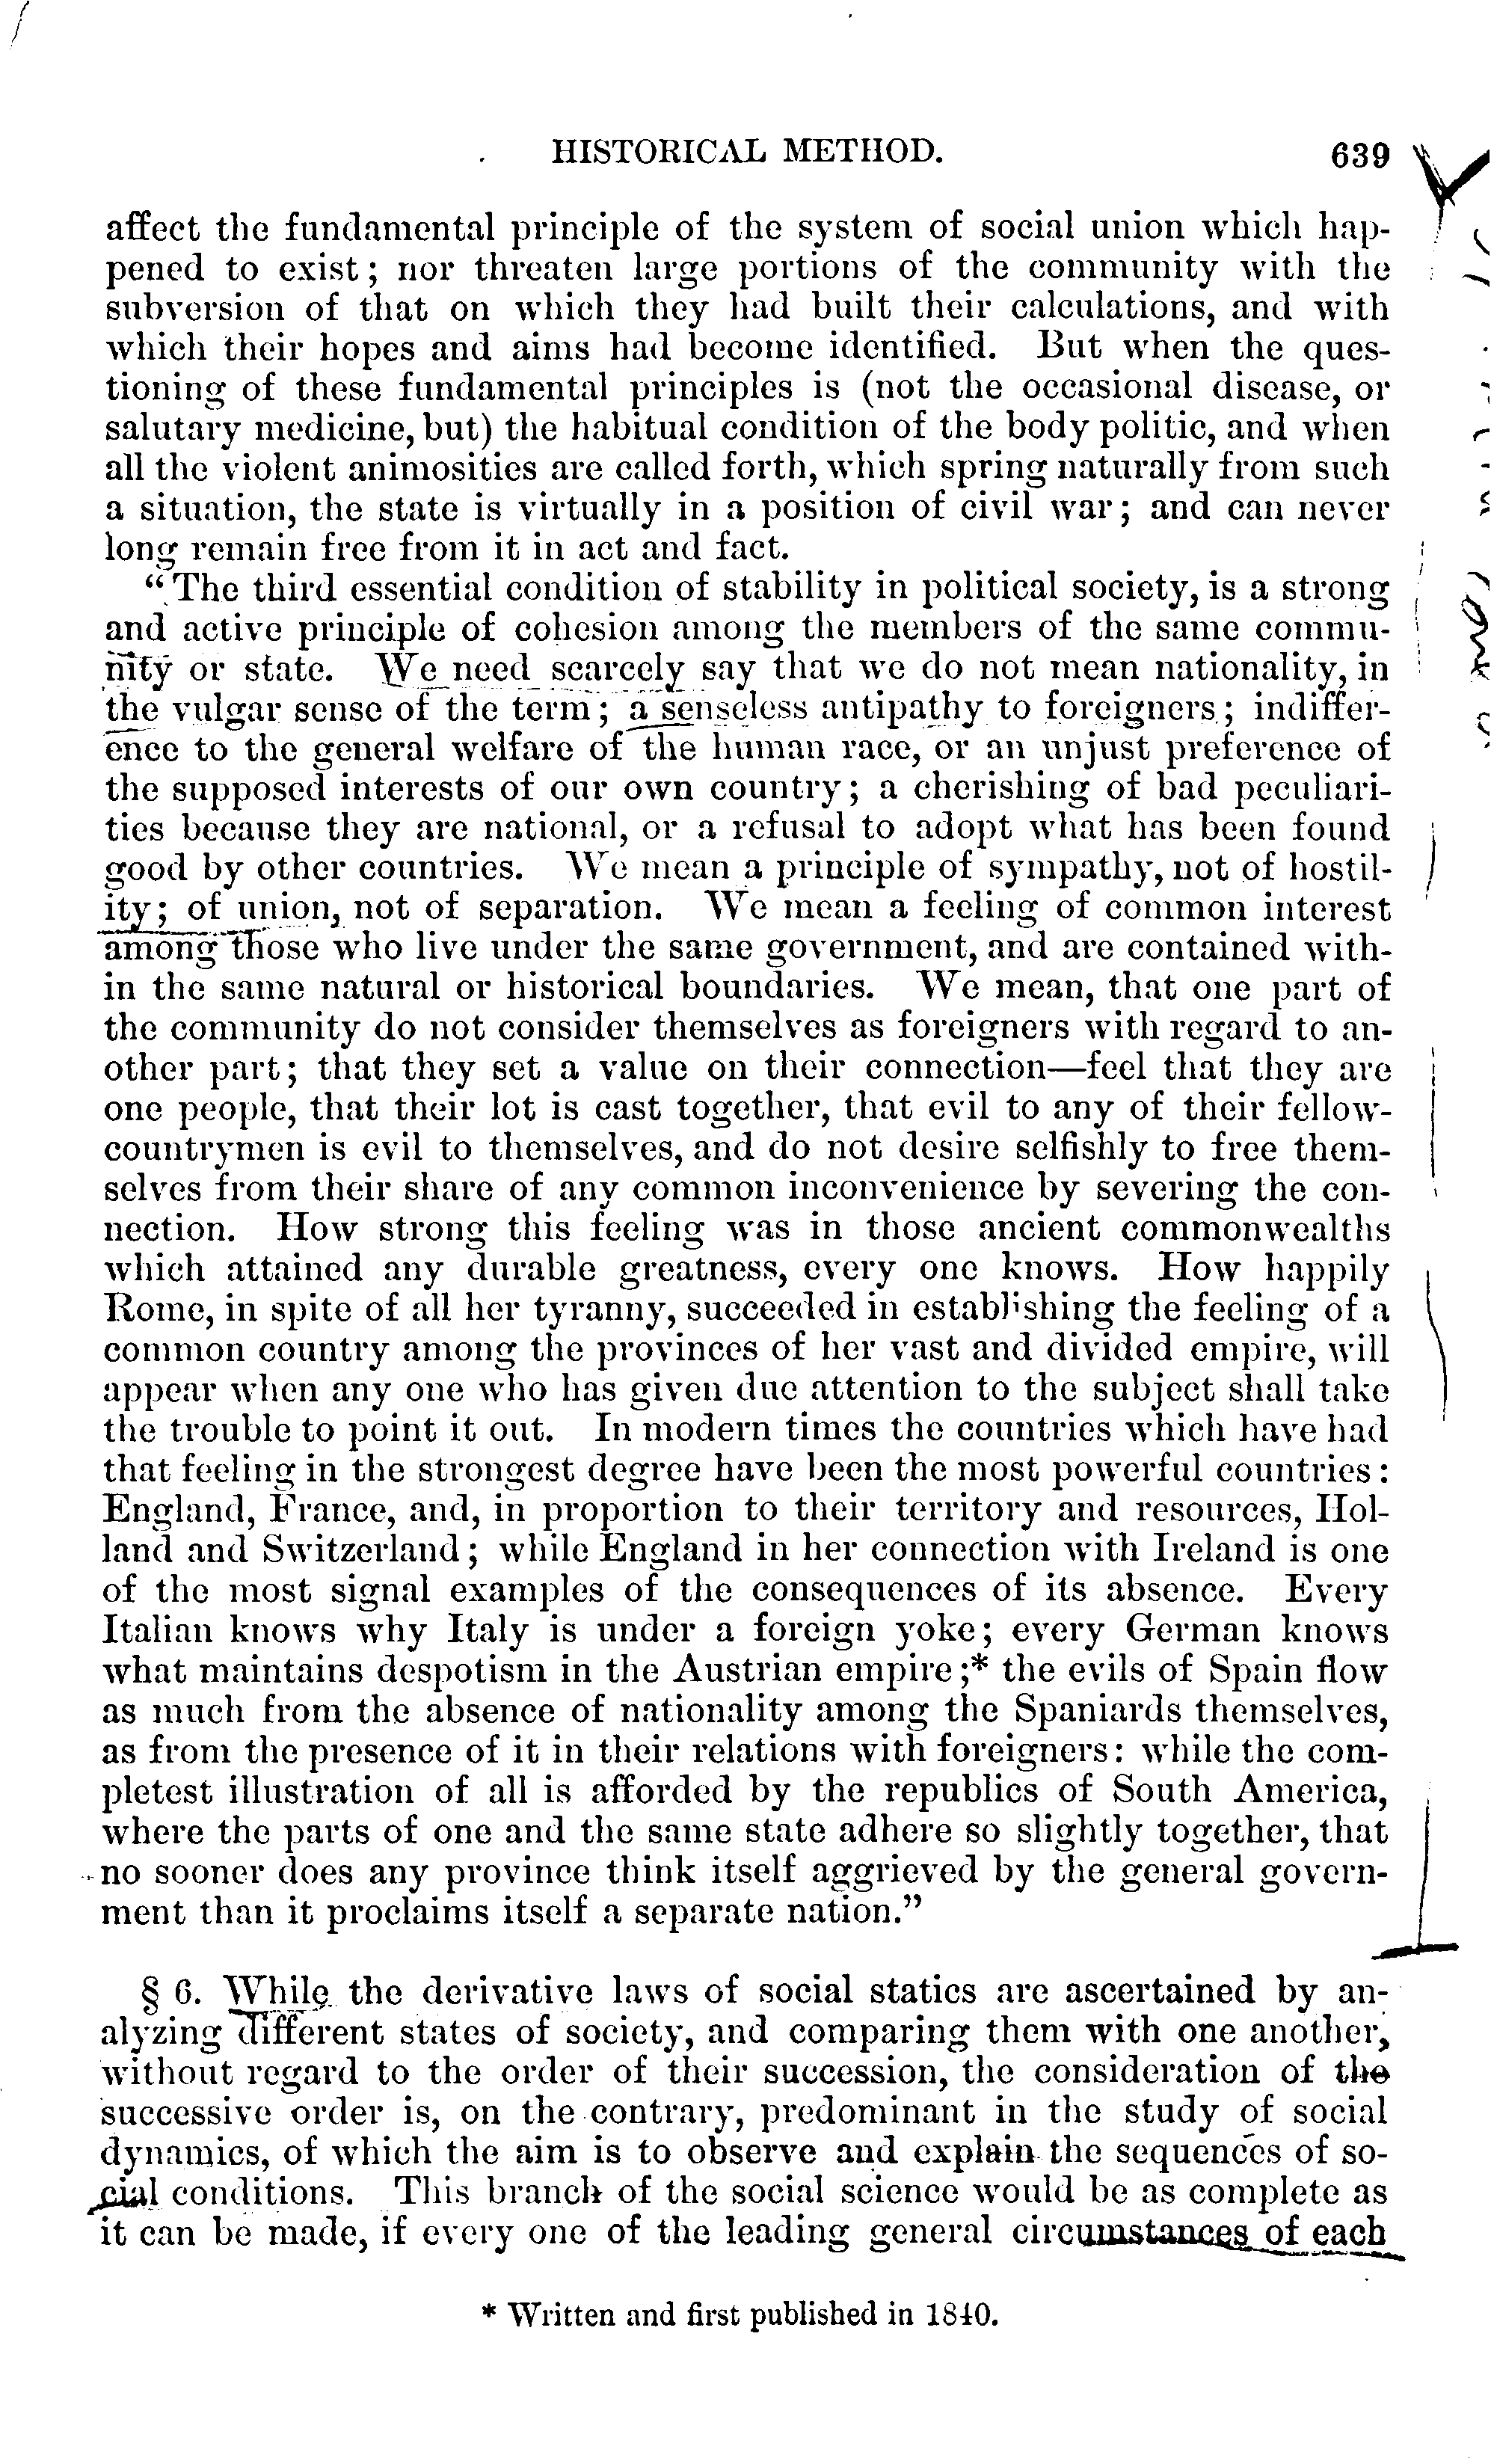 HISTORICAL METHOD. 639
affect the fundamental principle of the system of social union which hap-
pened to exist; nor threaten large portions of the community with the
subversion of that on which they had built their calculations, and with
which their hopes and aims had become identified. But when the ques-
tioning of these fundamental principles is (not the occasional disease, or
salutary medicine, but) the habitual condition of the body politic, and when
all the violent animosities are called forth, which spring naturally from such
a situation, the state is virtually in a position of civil war; and can never
long remain free from it in act and fact.
“The third essential condition of stability in political society, is a strong
and active principle of cohesion among the members of the same commu-
nity or state. We need scarcely say that we do not mean nationality, in
the vulgar sense of the term; a senseless antipathy to foreigners; indiffer-
ence to the general welfare of the human race, or an unjust preference of
the supposed interests of our own country; a cherishing of bad peculiari-
ties because they are national, or a refusal to adopt what has been found
good by other countries. We mean a principle of sympathy, not of hostil-
ity; of union, not of separation. We mean a feeling of common interest
among those who live under the same government, and are contained with-
in the same natural or historical boundaries. We mean, that one part of
the community do not consider themselves as foreigners with regard to an-
other part; that they set a value on their connection—feel that they are
one people, that their lot is cast together, that evil to any of their fellow-
countrymen is evil to themselves, and do not desire selfishly to free them-
selves from their share of any common inconvenience by severing the con-
nection. How strong this feeling was in those ancient commonwealths
which attained any durable greatness, every one knows. How happily
Rome, in spite of all her tyranny, succeeded in establishing the feeling of a
common country among the provinces of her vast and divided empire, will
appear when any one who has given due attention to the subject shall take
the trouble to point it out. In modern times the countries which have had
that feeling in the strongest degree have been the most powerful countries:
England, France, and, in proportion to their territory and resources, Hol-
land and Switzerland; while England in her connection with Ireland is one
of the most signal examples of the consequences of its absence. Every
Italian knows why Italy is under a foreign yoke; every German knows
what maintains despotism in the Austrian empire;* the evils of Spain flow
as much from the absence of nationality among the Spaniards themselves,
as from the presence of it in their relations with foreigners: while the com-
pletest illustration of all is afforded by the republics of South America,
where the parts of one and the same state adhere so slightly together, that
no sooner does any province think itself aggrieved by the general govern-
ment than it proclaims itself a separate nation.”
§ 6. While the derivative laws of social statics are ascertained by an-
alyzing different states of society, and comparing them with one another,
without regard to the order of their succession, the consideration of the
successive order is, on the contrary, predominant in the study of social
dynamics, of which the aim is to observe and explain the sequences of so-
cial conditions. This branch of the social science would be as complete as
it can be made, if every one of the leading general circumstances of each
* Written and first published in 1840.